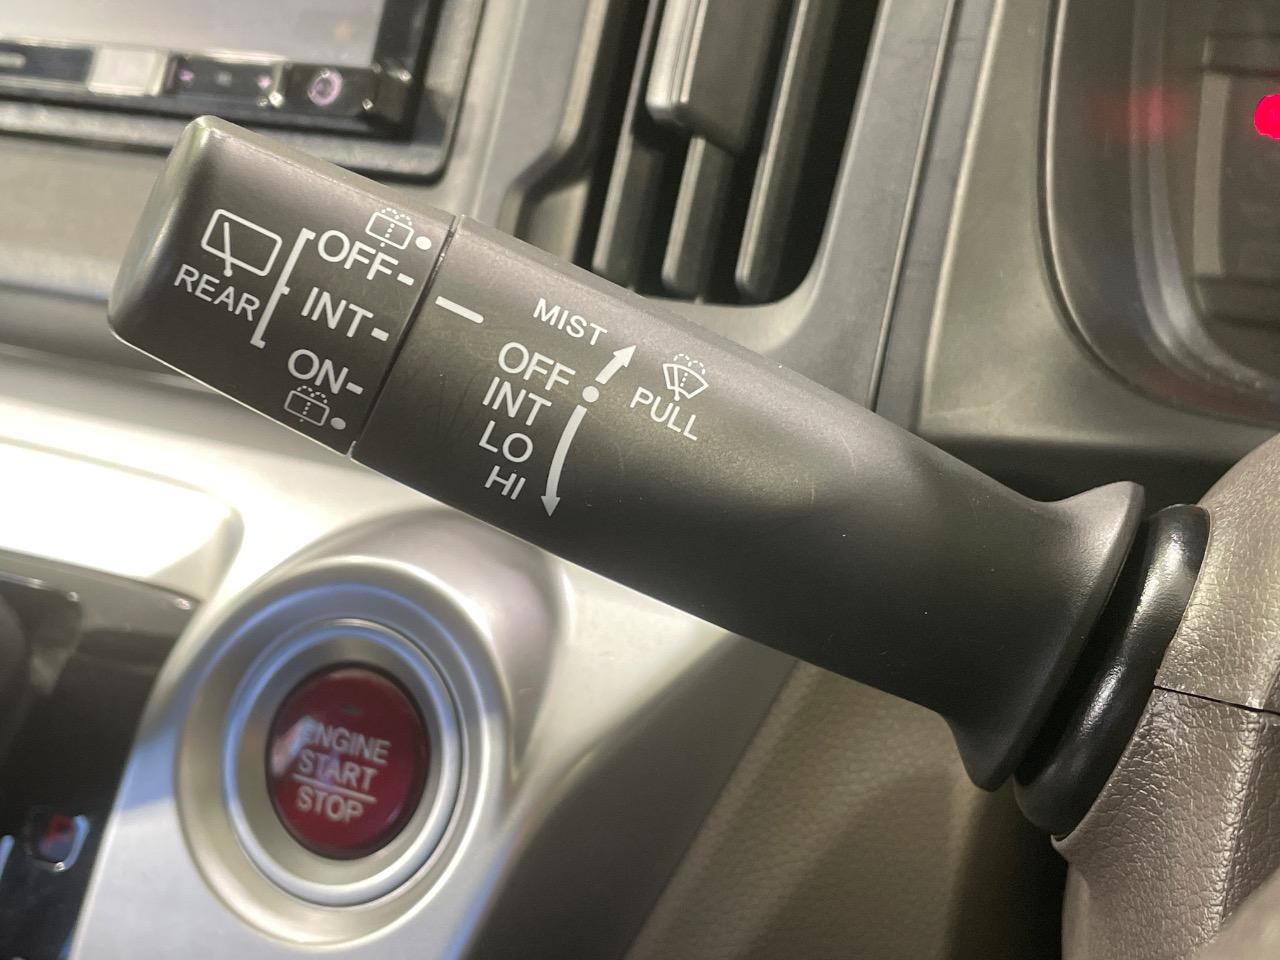 REAR
OFF
INT
ON
MIST
OFF
INT
LO
HI
PULL
ENGINE
START
STOP